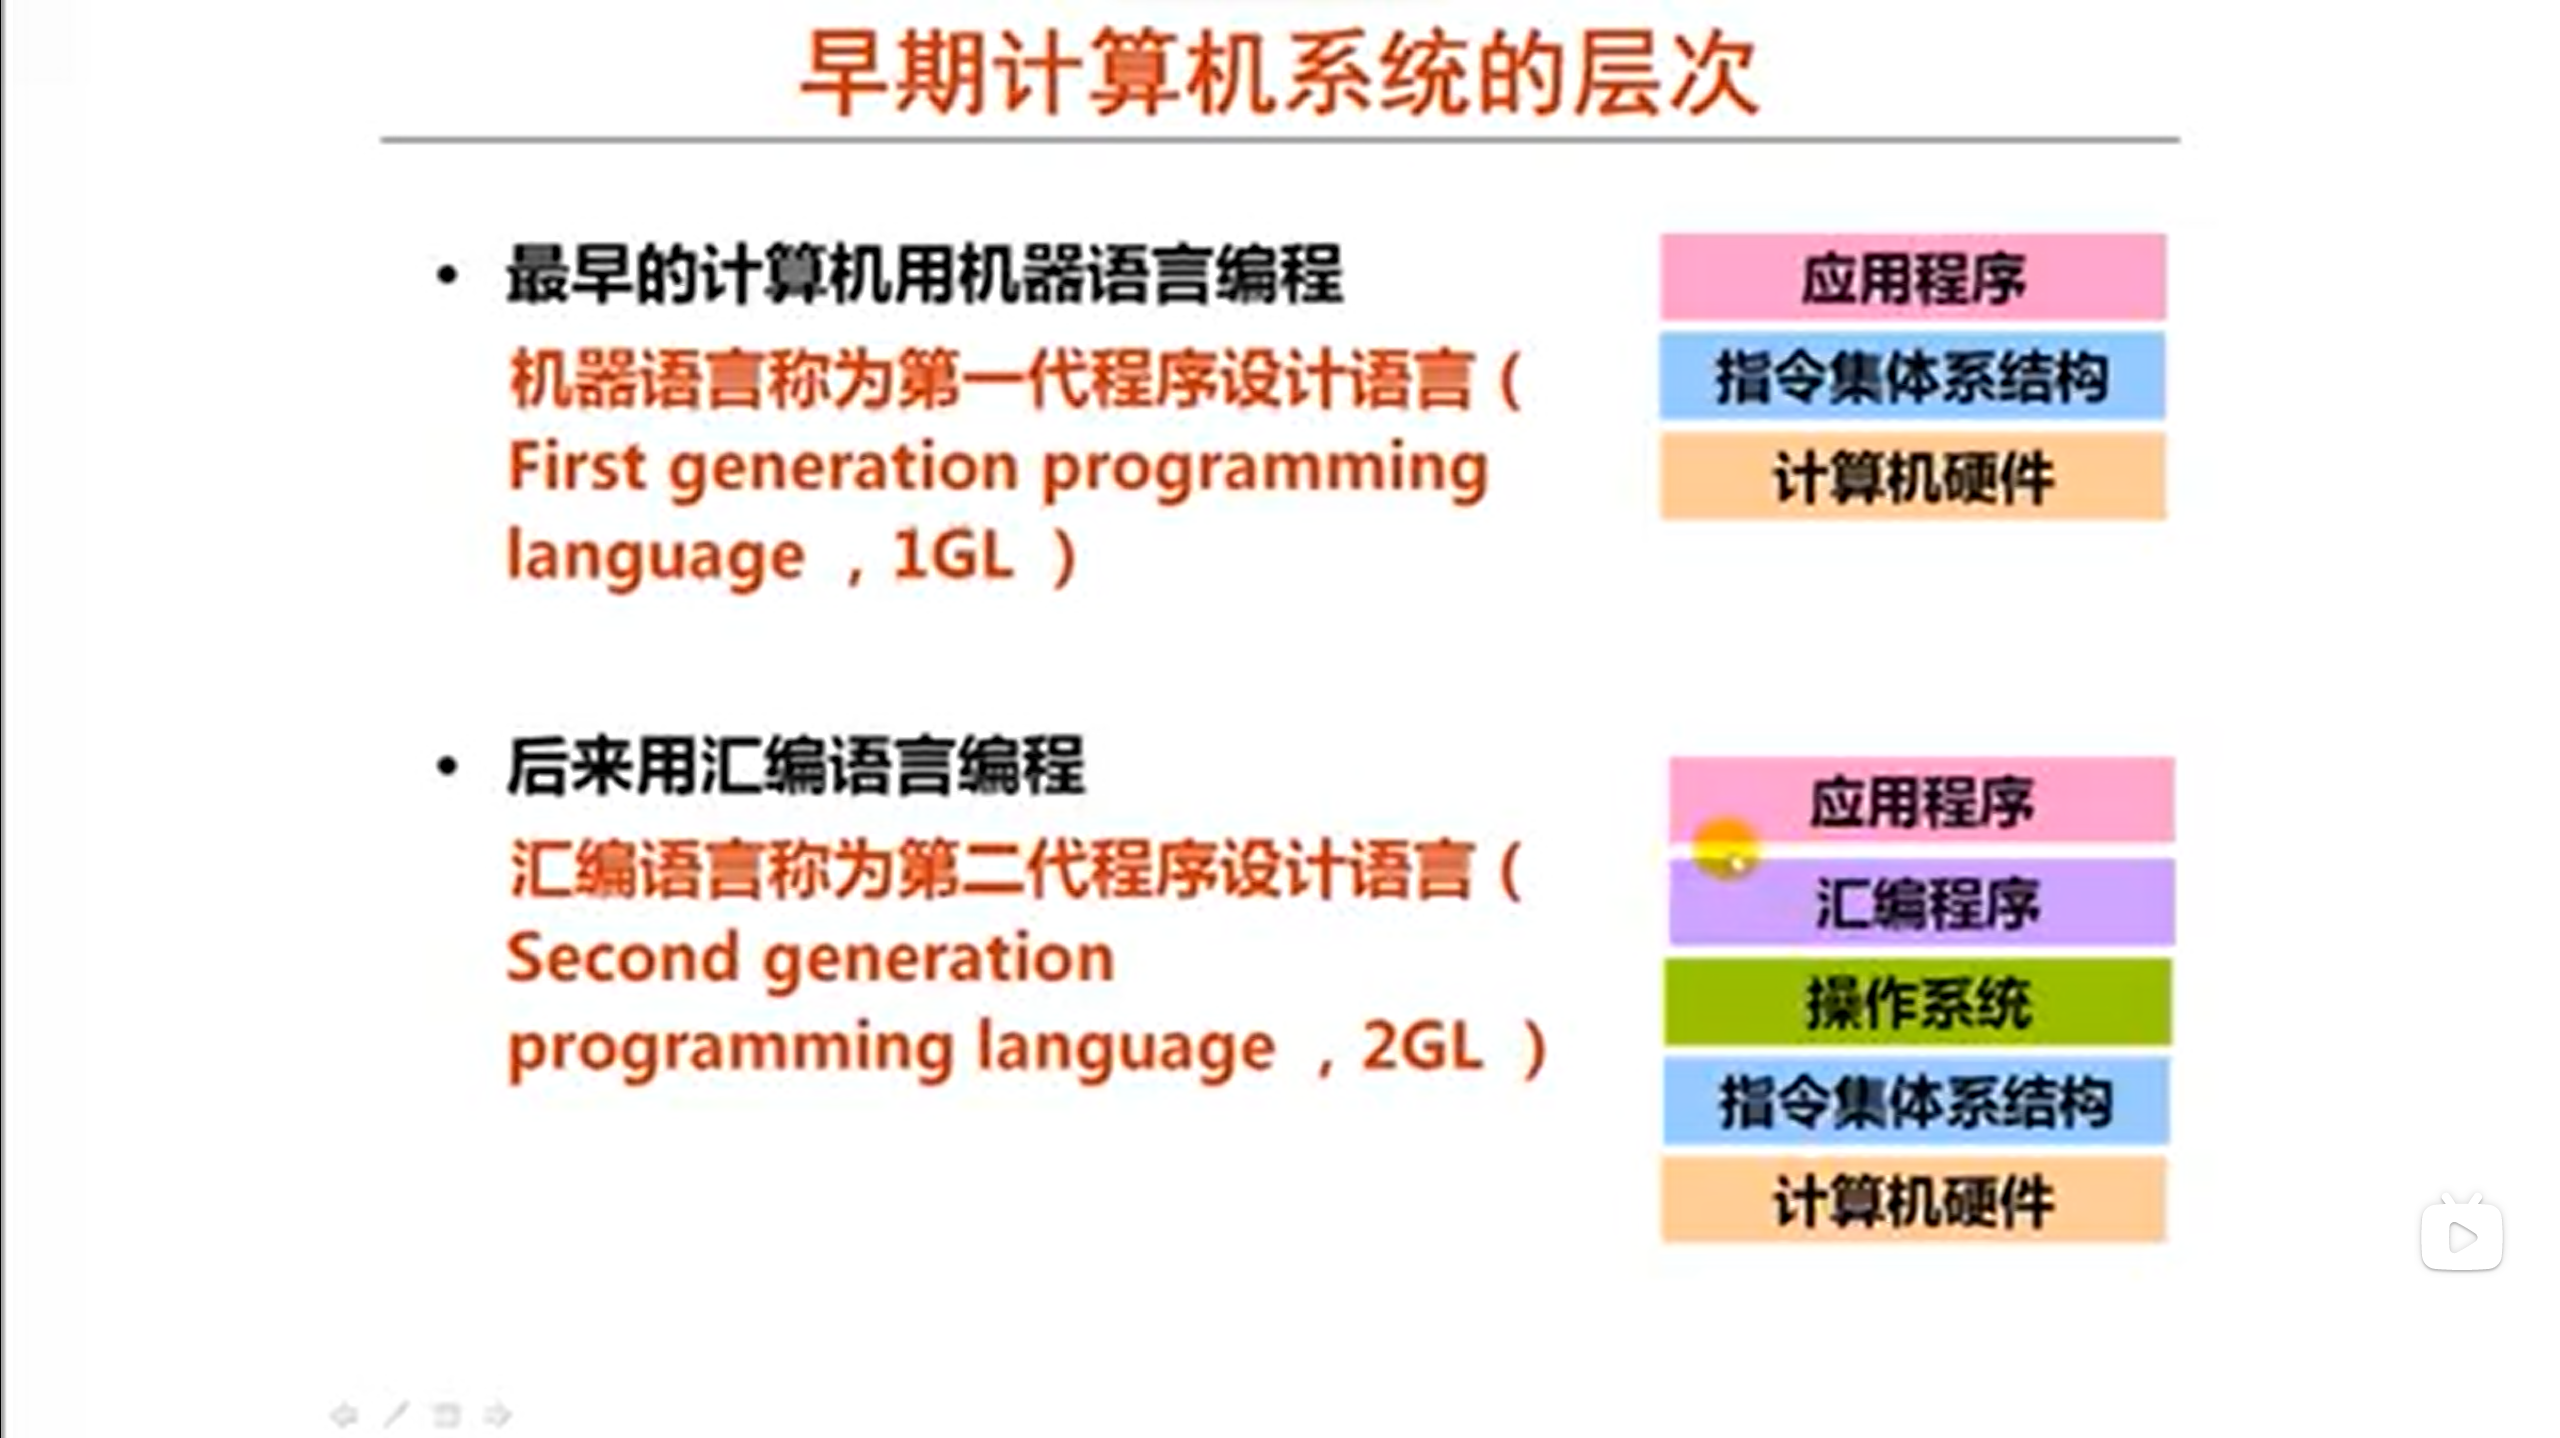 早期计算机系统的层次
• 最早的计算机用机器语言编程
机器语言称为第一代程序设计语言（
First generation programming
language ，1GL ）
应用程序
指令集体系结构
计算机硬件
• 后来用汇编语言编程
汇编语言称为第二代程序设计语言（
Second generation
programming language ，2GL ）
应用程序
汇编程序
操作系统
指令集体系结构
计算机硬件